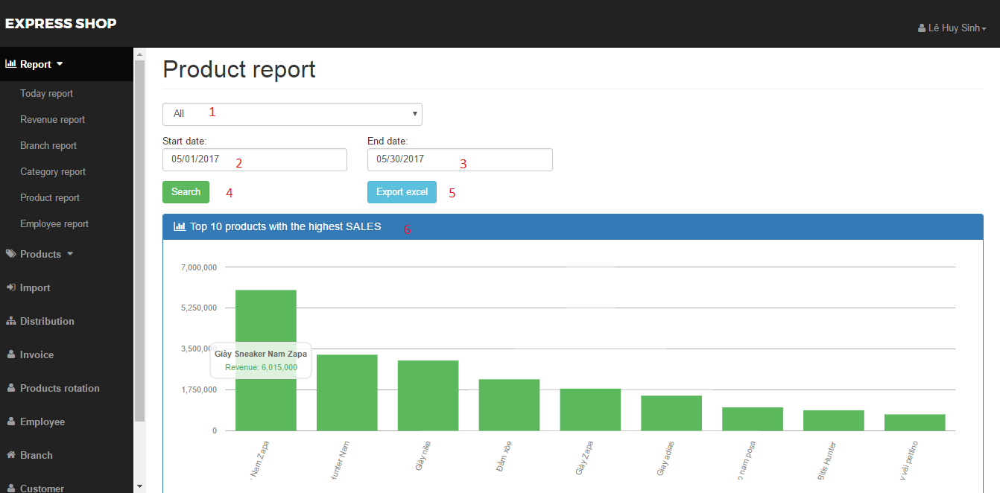 EXPRESS SHOP
Lê Huy Sinh
Report
Today report
Revenue report
Branch report
Category report
Product report
Employee report
Products
Import
Distribution
Invoice
Products rotation
Employee
Branch
Customer
Product report
All 1
Start date:
End date:
05/01/2017 2
05/30/2017 3
Search 4
Export excel 5
Top 10 products with the highest SALES 6
7,000,000
5,250,000
3,500,000
1,750,000
0
Giày Sneaker Nam Zapa
Revenue: 6,015,000
Nam Zapa
Hunter Nam
Giày nike
Đầm xòe
Giày Zapa
Giay adias
nam posa
Bitis Hunter
vải pettino